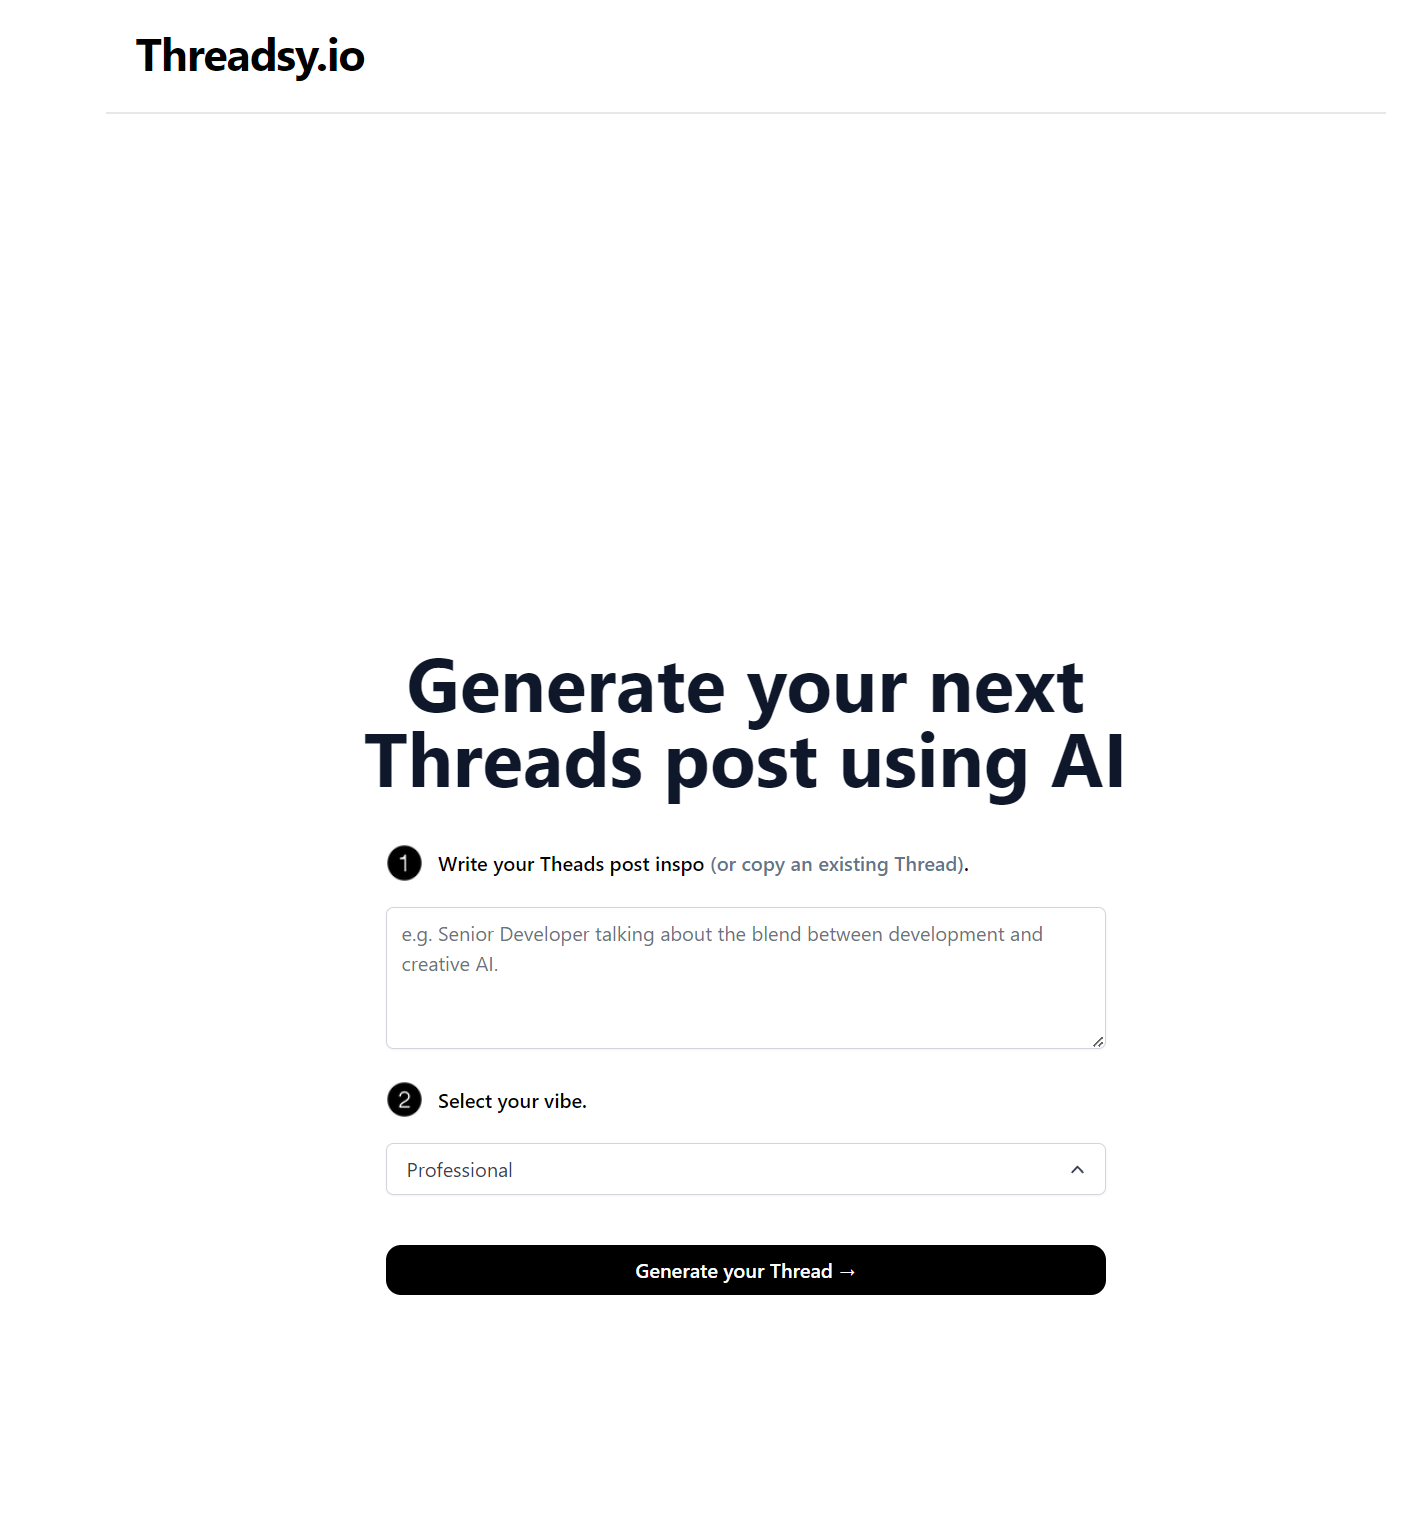 Threadsy.io
Generate your next
Threads post using AI
1 Write your Theads post inspo (or copy an existing Thread).
e.g. Senior Developer talking about the blend between development and
creative AI.
2 Select your vibe.
Professional
Generate your Thread →